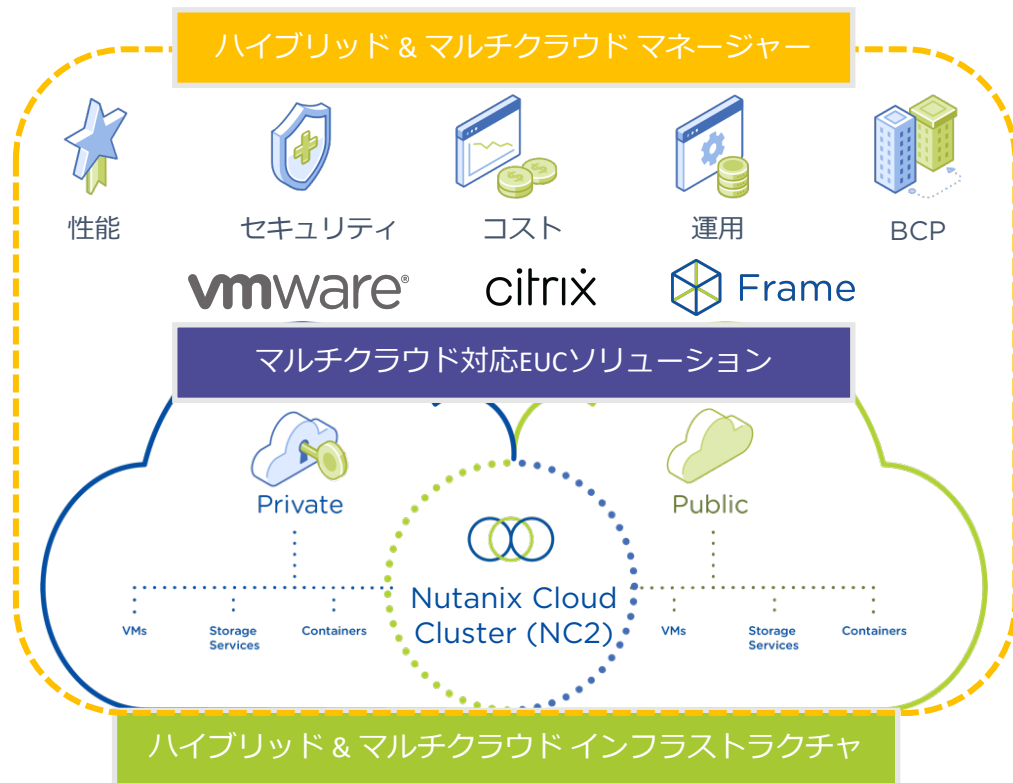 ハイブリッド & マルチクラウド マネージャー
性能
セキュリティ
コスト
運用
BCP
vmware®
citrix
Frame
マルチクラウド対応EUCソリューション
Private
Public
Nutanix Cloud
Cluster (NC2)
VMs
Storage
Services
Containers
VMs
Storage
Services
Containers
ハイブリッド & マルチクラウド インフラストラクチャ